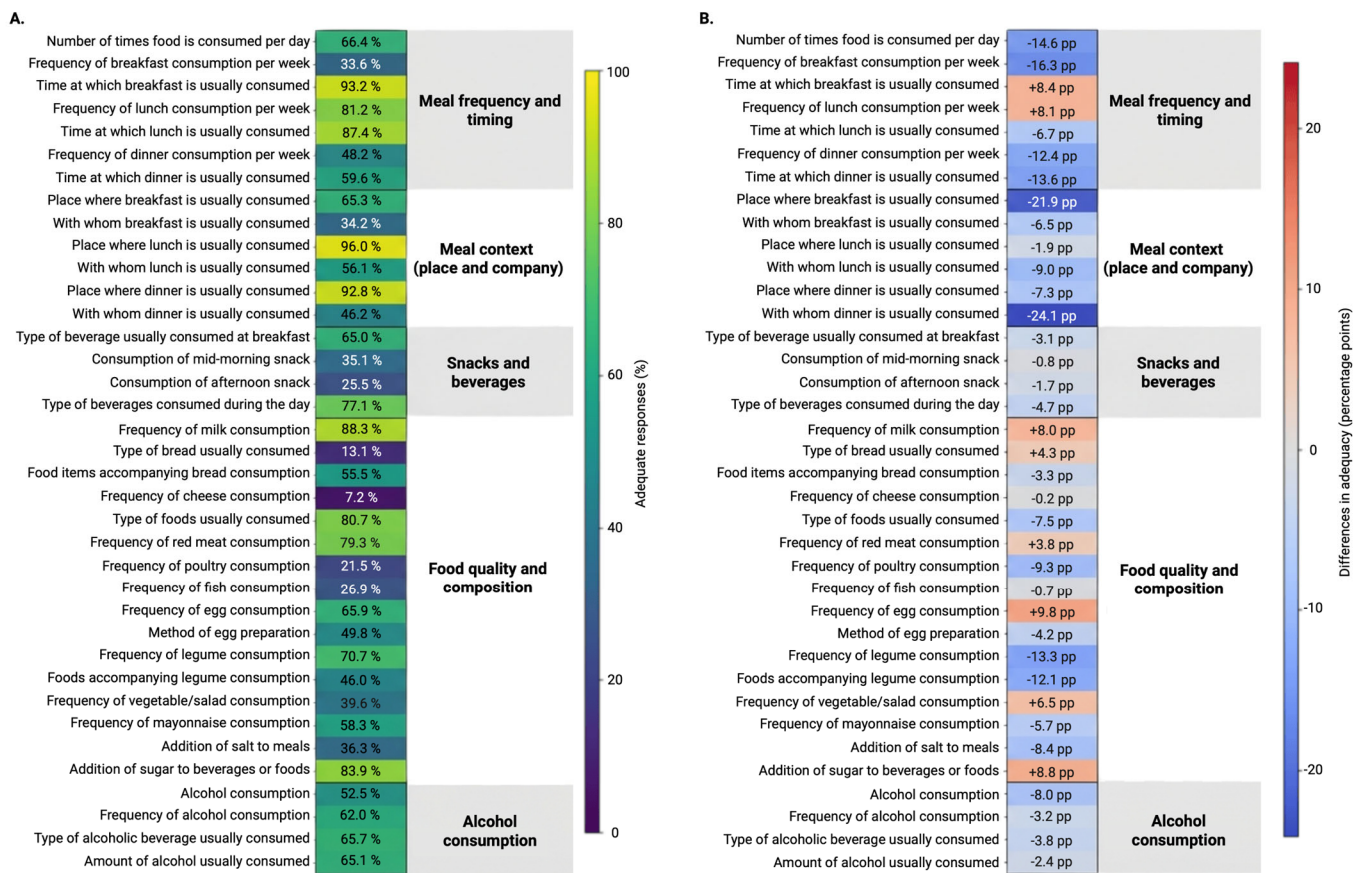 A.
Number of times food is consumed per day 66.4 %
Frequency of breakfast consumption per week 33.6 %
Time at which breakfast is usually consumed 93.2 %
Frequency of lunch consumption per week 81.2 %
Time at which lunch is usually consumed 87.4 %
Frequency of dinner consumption per week 48.2 %
Time at which dinner is usually consumed 59.6 %
Meal frequency and
timing
Place where breakfast is usually consumed 65.3 %
With whom breakfast is usually consumed 34.2 %
Place where lunch is usually consumed 96.0 %
With whom lunch is usually consumed 56.1 %
Place where dinner is usually consumed 92.8 %
With whom dinner is usually consumed 46.2 %
Meal context
(place and company)
Type of beverage usually consumed at breakfast 65.0 %
Consumption of mid-morning snack 35.1 %
Consumption of afternoon snack 25.5 %
Type of beverages consumed during the day 77.1 %
Snacks and
beverages
Frequency of milk consumption 88.3 %
Type of bread usually consumed 13.1 %
Food items accompanying bread consumption 55.5 %
Frequency of cheese consumption 7.2 %
Type of foods usually consumed 80.7 %
Frequency of red meat consumption 79.3 %
Frequency of poultry consumption 21.5 %
Frequency of fish consumption 26.9 %
Frequency of egg consumption 65.9 %
Method of egg preparation 49.8 %
Frequency of legume consumption 70.7 %
Foods accompanying legume consumption 46.0 %
Frequency of vegetable/salad consumption 39.6 %
Frequency of mayonnaise consumption 58.3 %
Addition of salt to meals 36.3 %
Addition of sugar to beverages or foods 83.9 %
Food quality and
composition
Alcohol consumption 52.5 %
Frequency of alcohol consumption 62.0 %
Type of alcoholic beverage usually consumed 65.7 %
Amount of alcohol usually consumed 65.1 %
Alcohol
consumption
100
80
60
40
20
0
Adequate responses (%)
B.
Number of times food is consumed per day -14.6 pp
Frequency of breakfast consumption per week -16.3 pp
Time at which breakfast is usually consumed +8.4 pp
Frequency of lunch consumption per week +8.1 pp
Time at which lunch is usually consumed -6.7 pp
Frequency of dinner consumption per week -12.4 pp
Time at which dinner is usually consumed -13.6 pp
Meal frequency and
timing
Place where breakfast is usually consumed -21.9 pp
With whom breakfast is usually consumed -6.5 pp
Place where lunch is usually consumed -1.9 pp
With whom lunch is usually consumed -9.0 pp
Place where dinner is usually consumed -7.3 pp
With whom dinner is usually consumed -24.1 pp
Meal context
(place and company)
Type of beverage usually consumed at breakfast -3.1 pp
Consumption of mid-morning snack -0.8 pp
Consumption of afternoon snack -1.7 pp
Type of beverages consumed during the day -4.7 pp
Snacks and
beverages
Frequency of milk consumption +8.0 pp
Type of bread usually consumed +4.3 pp
Food items accompanying bread consumption -3.3 pp
Frequency of cheese consumption -0.2 pp
Type of foods usually consumed -7.5 pp
Frequency of red meat consumption +3.8 pp
Frequency of poultry consumption -9.3 pp
Frequency of fish consumption -0.7 pp
Frequency of egg consumption +9.8 pp
Method of egg preparation -4.2 pp
Frequency of legume consumption -13.3 pp
Foods accompanying legume consumption -12.1 pp
Frequency of vegetable/salad consumption +6.5 pp
Frequency of mayonnaise consumption -5.7 pp
Addition of salt to meals -8.4 pp
Addition of sugar to beverages or foods +8.8 pp
Food quality and
composition
Alcohol consumption -8.0 pp
Frequency of alcohol consumption -3.2 pp
Type of alcoholic beverage usually consumed -3.8 pp
Amount of alcohol usually consumed -2.4 pp
Alcohol
consumption
20
10
0
-10
-20
Differences in adequacy (percentage points)